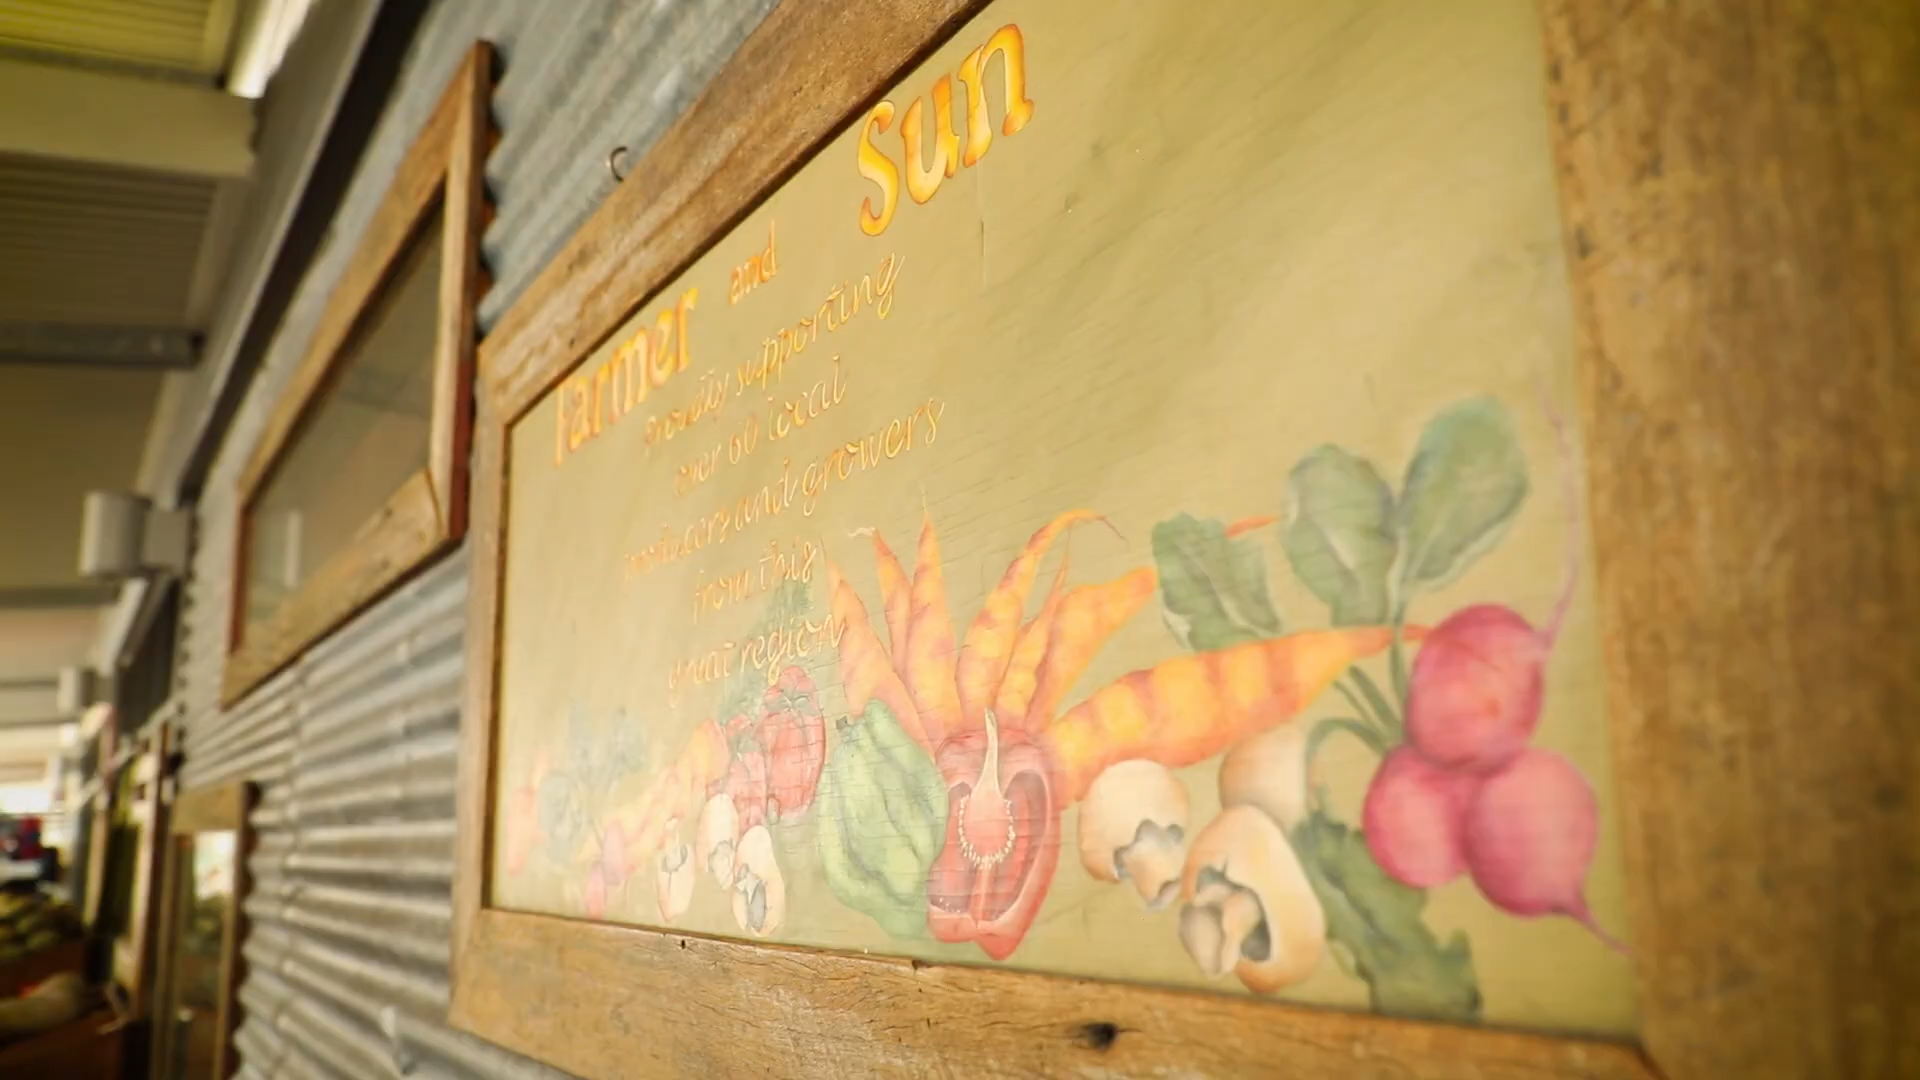 Farmer and Sun
Proudly supporting
over 60 local
producers and growers
from this
great region